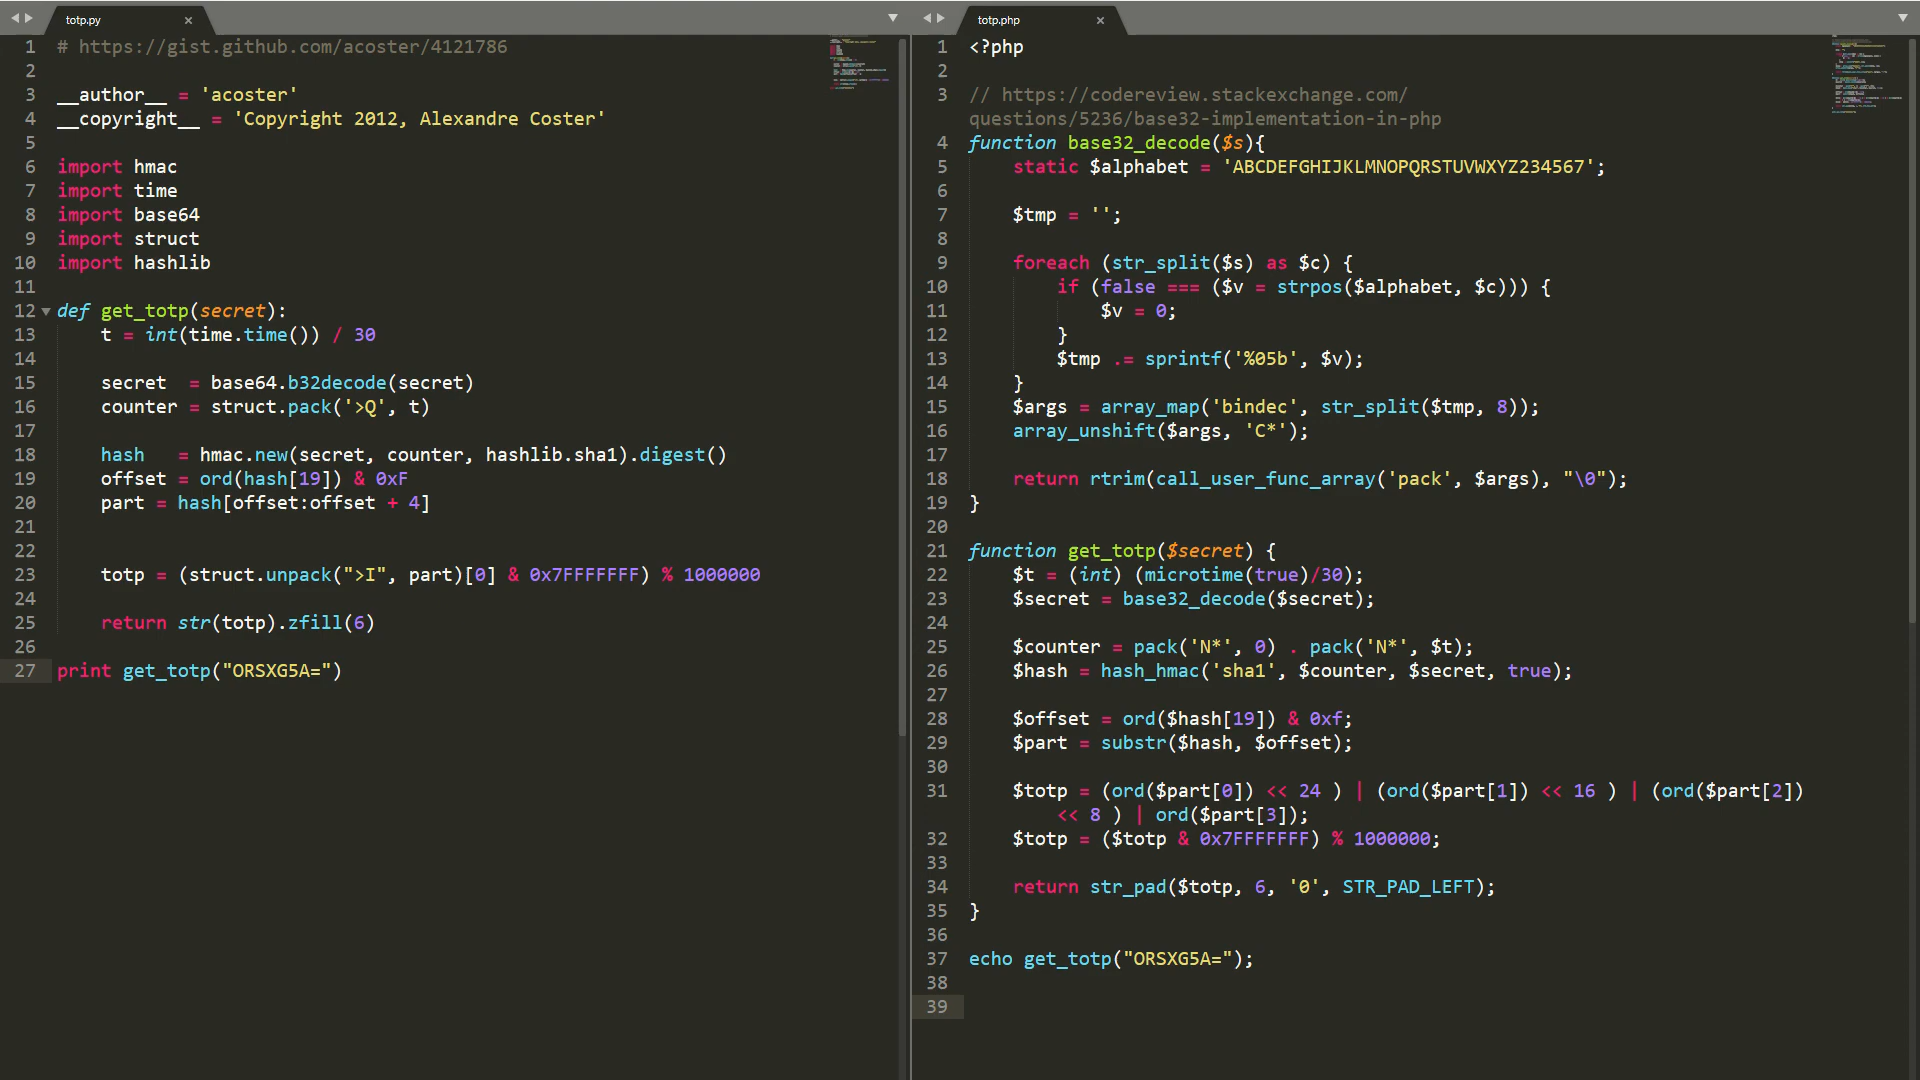 totp.py
1 # https://gist.github.com/acoster/4121786
2
3 __author__ = 'acoster'
4 __copyright__ = 'Copyright 2012, Alexandre Coster'
5
6 import hmac
7 import time
8 import base64
9 import struct
10 import hashlib
11
12 def get_totp(secret):
13     t = int(time.time()) / 30
14
15     secret  = base64.b32decode(secret)
16     counter = struct.pack('>Q', t)
17
18     hash   = hmac.new(secret, counter, hashlib.sha1).digest()
19     offset = ord(hash[19]) & 0xF
20     part = hash[offset:offset + 4]
21
22
23     totp = (struct.unpack(">I", part)[0] & 0x7FFFFFFF) % 1000000
24
25     return str(totp).zfill(6)
26
27 print get_totp("ORSXG5A=")
totp.php
1 <?php
2
3 // https://codereview.stackexchange.com/
questions/5236/base32-implementation-in-php
4 function base32_decode($s){
5     static $alphabet = 'ABCDEFGHIJKLMNOPQRSTUVWXYZ234567';
6
7     $tmp = '';
8
9     foreach (str_split($s) as $c) {
10         if (false === ($v = strpos($alphabet, $c))) {
11             $v = 0;
12         }
13         $tmp .= sprintf('%05b', $v);
14     }
15     $args = array_map('bindec', str_split($tmp, 8));
16     array_unshift($args, 'C*');
17
18     return rtrim(call_user_func_array('pack', $args), "\0");
19 }
20
21 function get_totp($secret) {
22     $t = (int) (microtime(true)/30);
23     $secret = base32_decode($secret);
24
25     $counter = pack('N*', 0) . pack('N*', $t);
26     $hash = hash_hmac('sha1', $counter, $secret, true);
27
28     $offset = ord($hash[19]) & 0xf;
29     $part = substr($hash, $offset);
30
31     $totp = (ord($part[0]) << 24 ) | (ord($part[1]) << 16 ) | (ord($part[2])
<< 8 ) | ord($part[3]);
32     $totp = ($totp & 0x7FFFFFFF) % 1000000;
33
34     return str_pad($totp, 6, '0', STR_PAD_LEFT);
35 }
36
37 echo get_totp("ORSXG5A=");
38
39